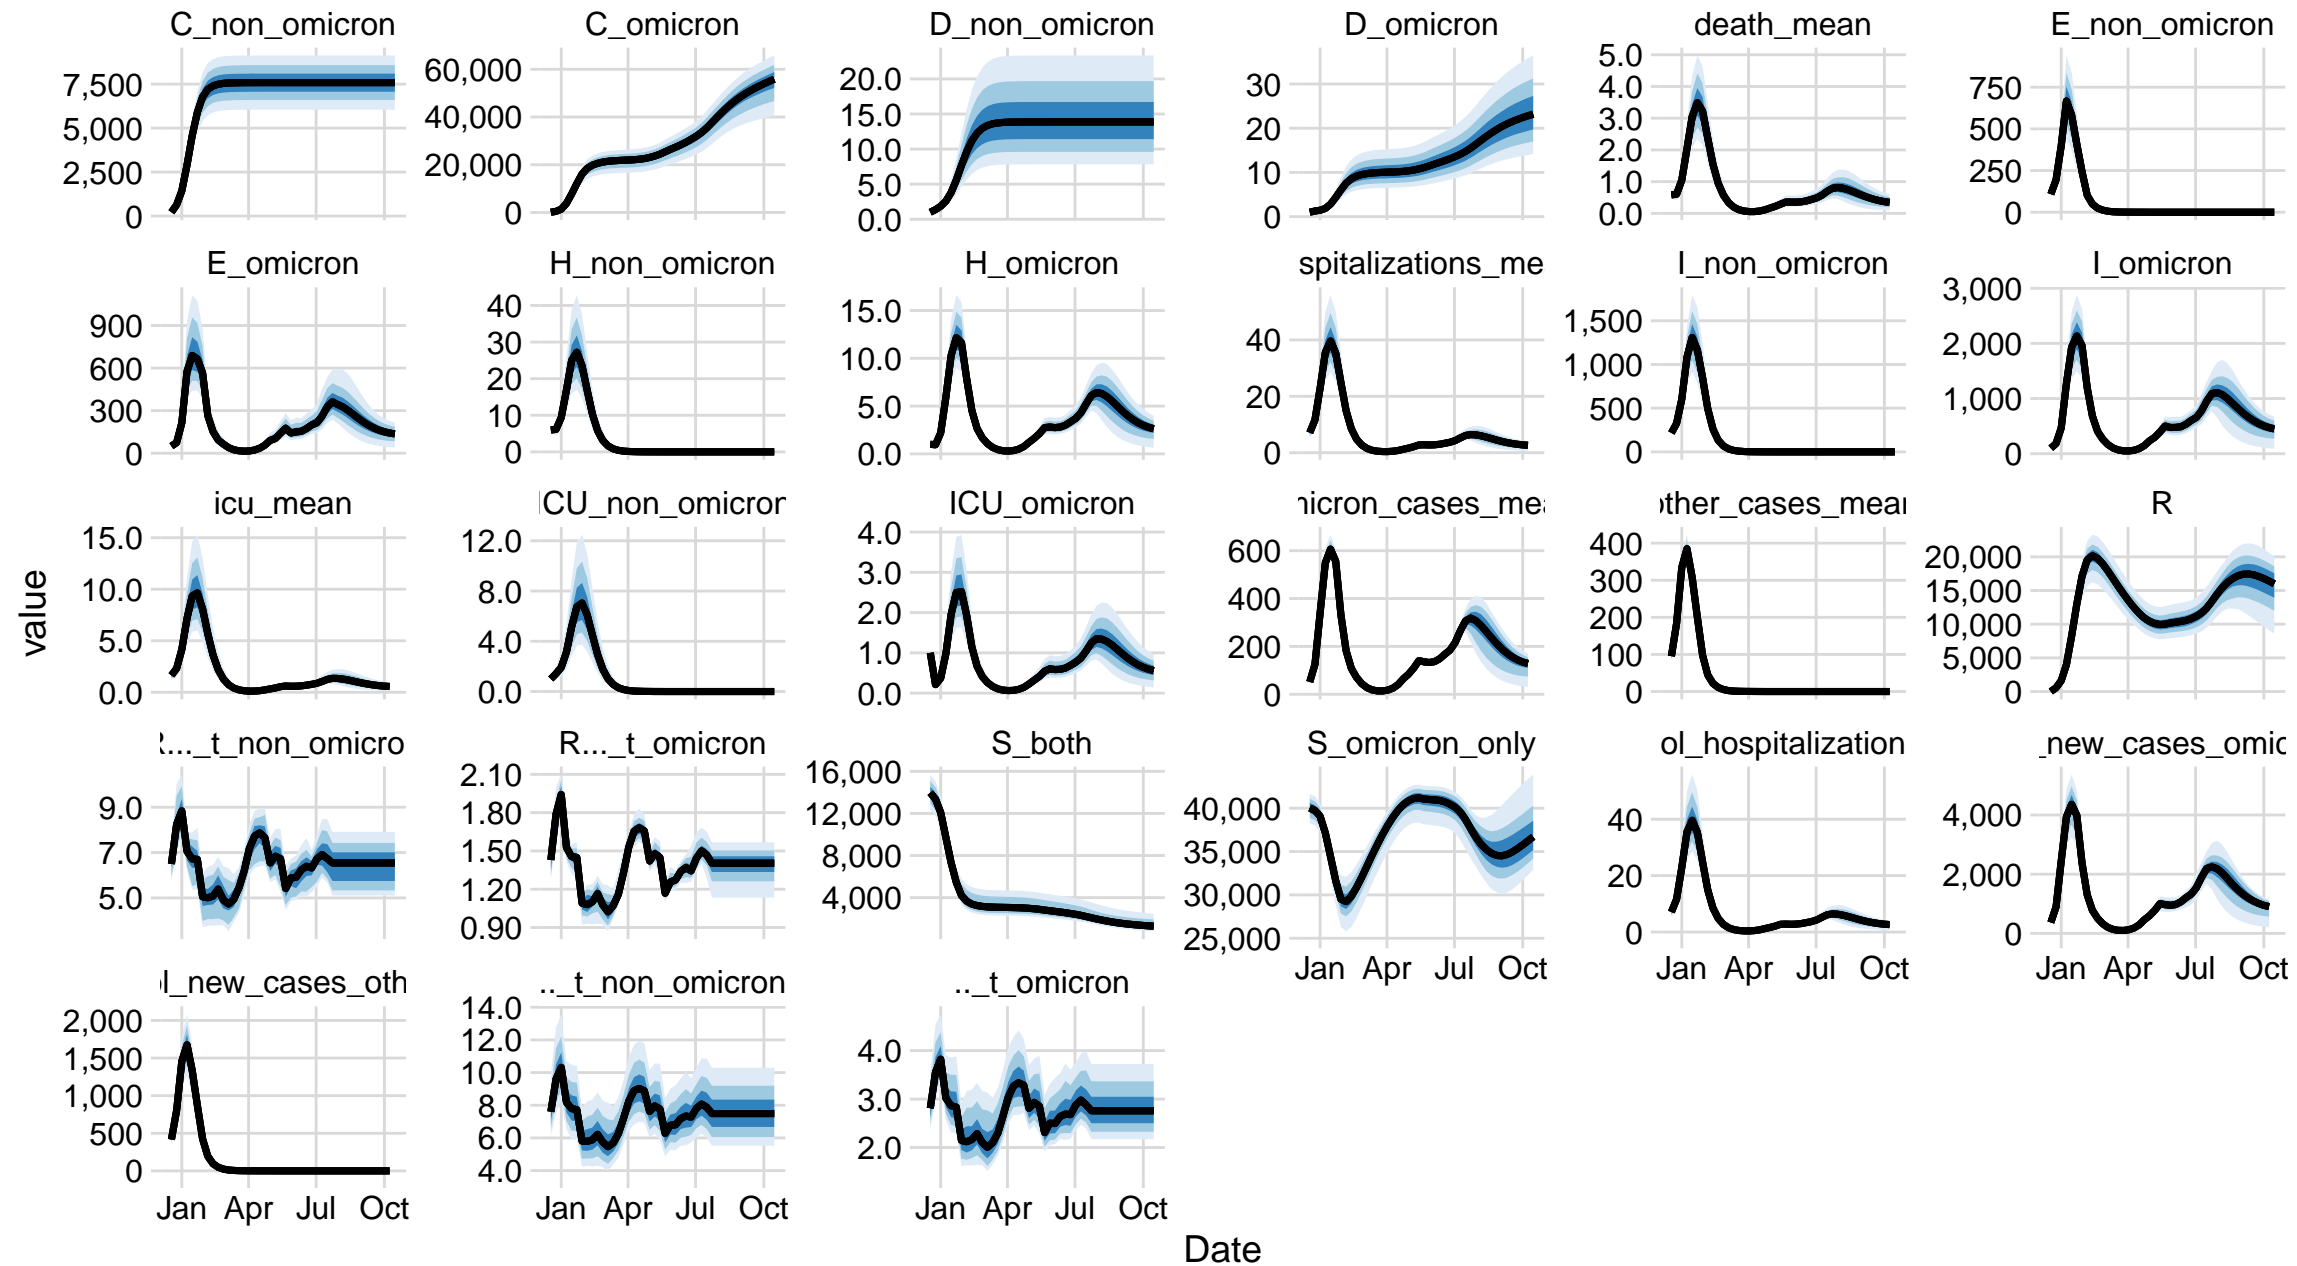 C_non_omicron C_omicron D_non_omicron D_omicron death_mean E_non_omicron
7,500 5,000 2,500 0
60,000 40,000 20,000 0
20.0 15.0 10.0 5.0 0.0
30 20 10 0
5.0 4.0 3.0 2.0 1.0 0.0
750 500 250 0
E_omicron H_non_omicron H_omicron spitalizations_me I_non_omicron I_omicron
900 600 300 0
40 30 20 10 0
15.0 10.0 5.0 0.0
40 20 0
1,500 1,000 500 0
3,000 2,000 1,000 0
icu_mean ICU_non_omicron ICU_omicron nicron_cases_mea other_cases_mean R
15.0 10.0 5.0 0.0
12.0 8.0 4.0 0.0
4.0 3.0 2.0 1.0 0.0
600 400 200 0
400 300 200 100 0
20,000 15,000 10,000 5,000 0
R..._t_non_omicro R..._t_omicron S_both S_omicron_only ol_hospitalization _new_cases_omic
9.0 7.0 5.0
2.10 1.80 1.50 1.20 0.90
16,000 12,000 8,000 4,000
40,000 35,000 30,000 25,000
40 20 0
4,000 2,000 0
Jan Apr Jul Oct
Jan Apr Jul Oct
Jan Apr Jul Oct
l_new_cases_oth .._t_non_omicron .._t_omicron
2,000 1,500 1,000 500 0
14.0 12.0 10.0 8.0 6.0 4.0
4.0 3.0 2.0
Jan Apr Jul Oct
Jan Apr Jul Oct
Jan Apr Jul Oct
value
Date